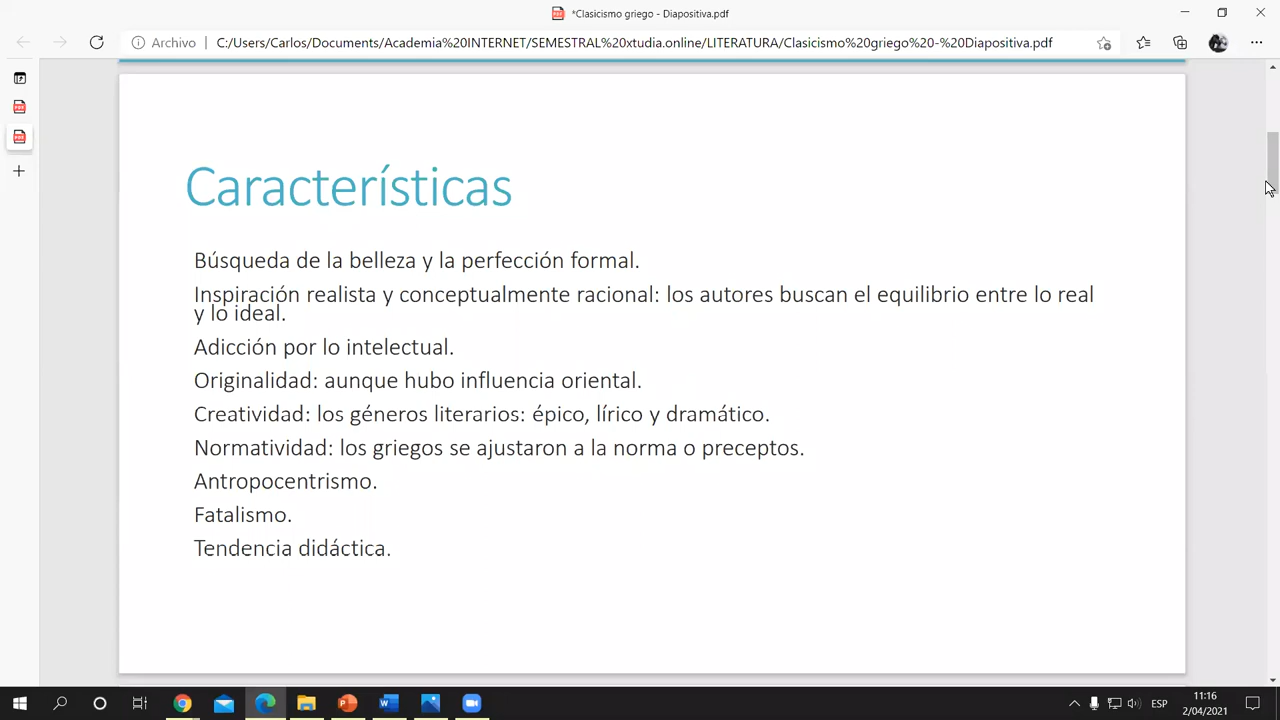 *Clasicismo griego - Diapositiva.pdf
Archivo | C:/Users/Carlos/Documents/Academia%20INTERNET/SEMESTRAL%20xtudia.online/LITERATURA/Clasicismo%20griego%20-%20Diapositiva.pdf
Características
Búsqueda de la belleza y la perfección formal.
Inspiración realista y conceptualmente racional: los autores buscan el equilibrio entre lo real
y lo ideal.
Adicción por lo intelectual.
Originalidad: aunque hubo influencia oriental.
Creatividad: los géneros literarios: épico, lírico y dramático.
Normatividad: los griegos se ajustaron a la norma o preceptos.
Antropocentrismo.
Fatalismo.
Tendencia didáctica.
ESP
11:16
2/04/2021